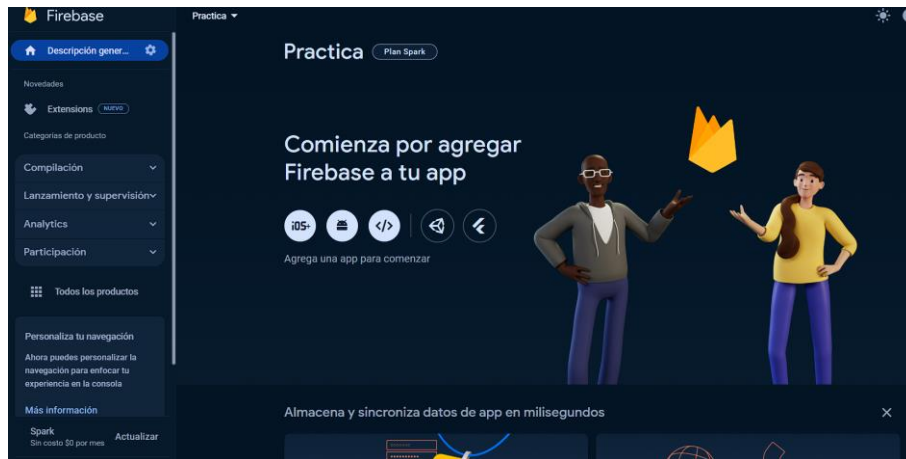 Firebase
Descripción gener...
Novedades
Extensions NUEVO
Categorías de producto
Compilación
Lanzamiento y supervisión
Analytics
Participación
Todos los productos
Personaliza tu navegación
Ahora puedes personalizar la
navegación para enfocar tu
experiencia en la consola
Más información
Spark
Sin costo $0 por mes
Actualizar
Practica
Practica Plan Spark
Comienza por agregar
Firebase a tu app
iOS+
Agrega una app para comenzar
Almacena y sincroniza datos de app en milisegundos